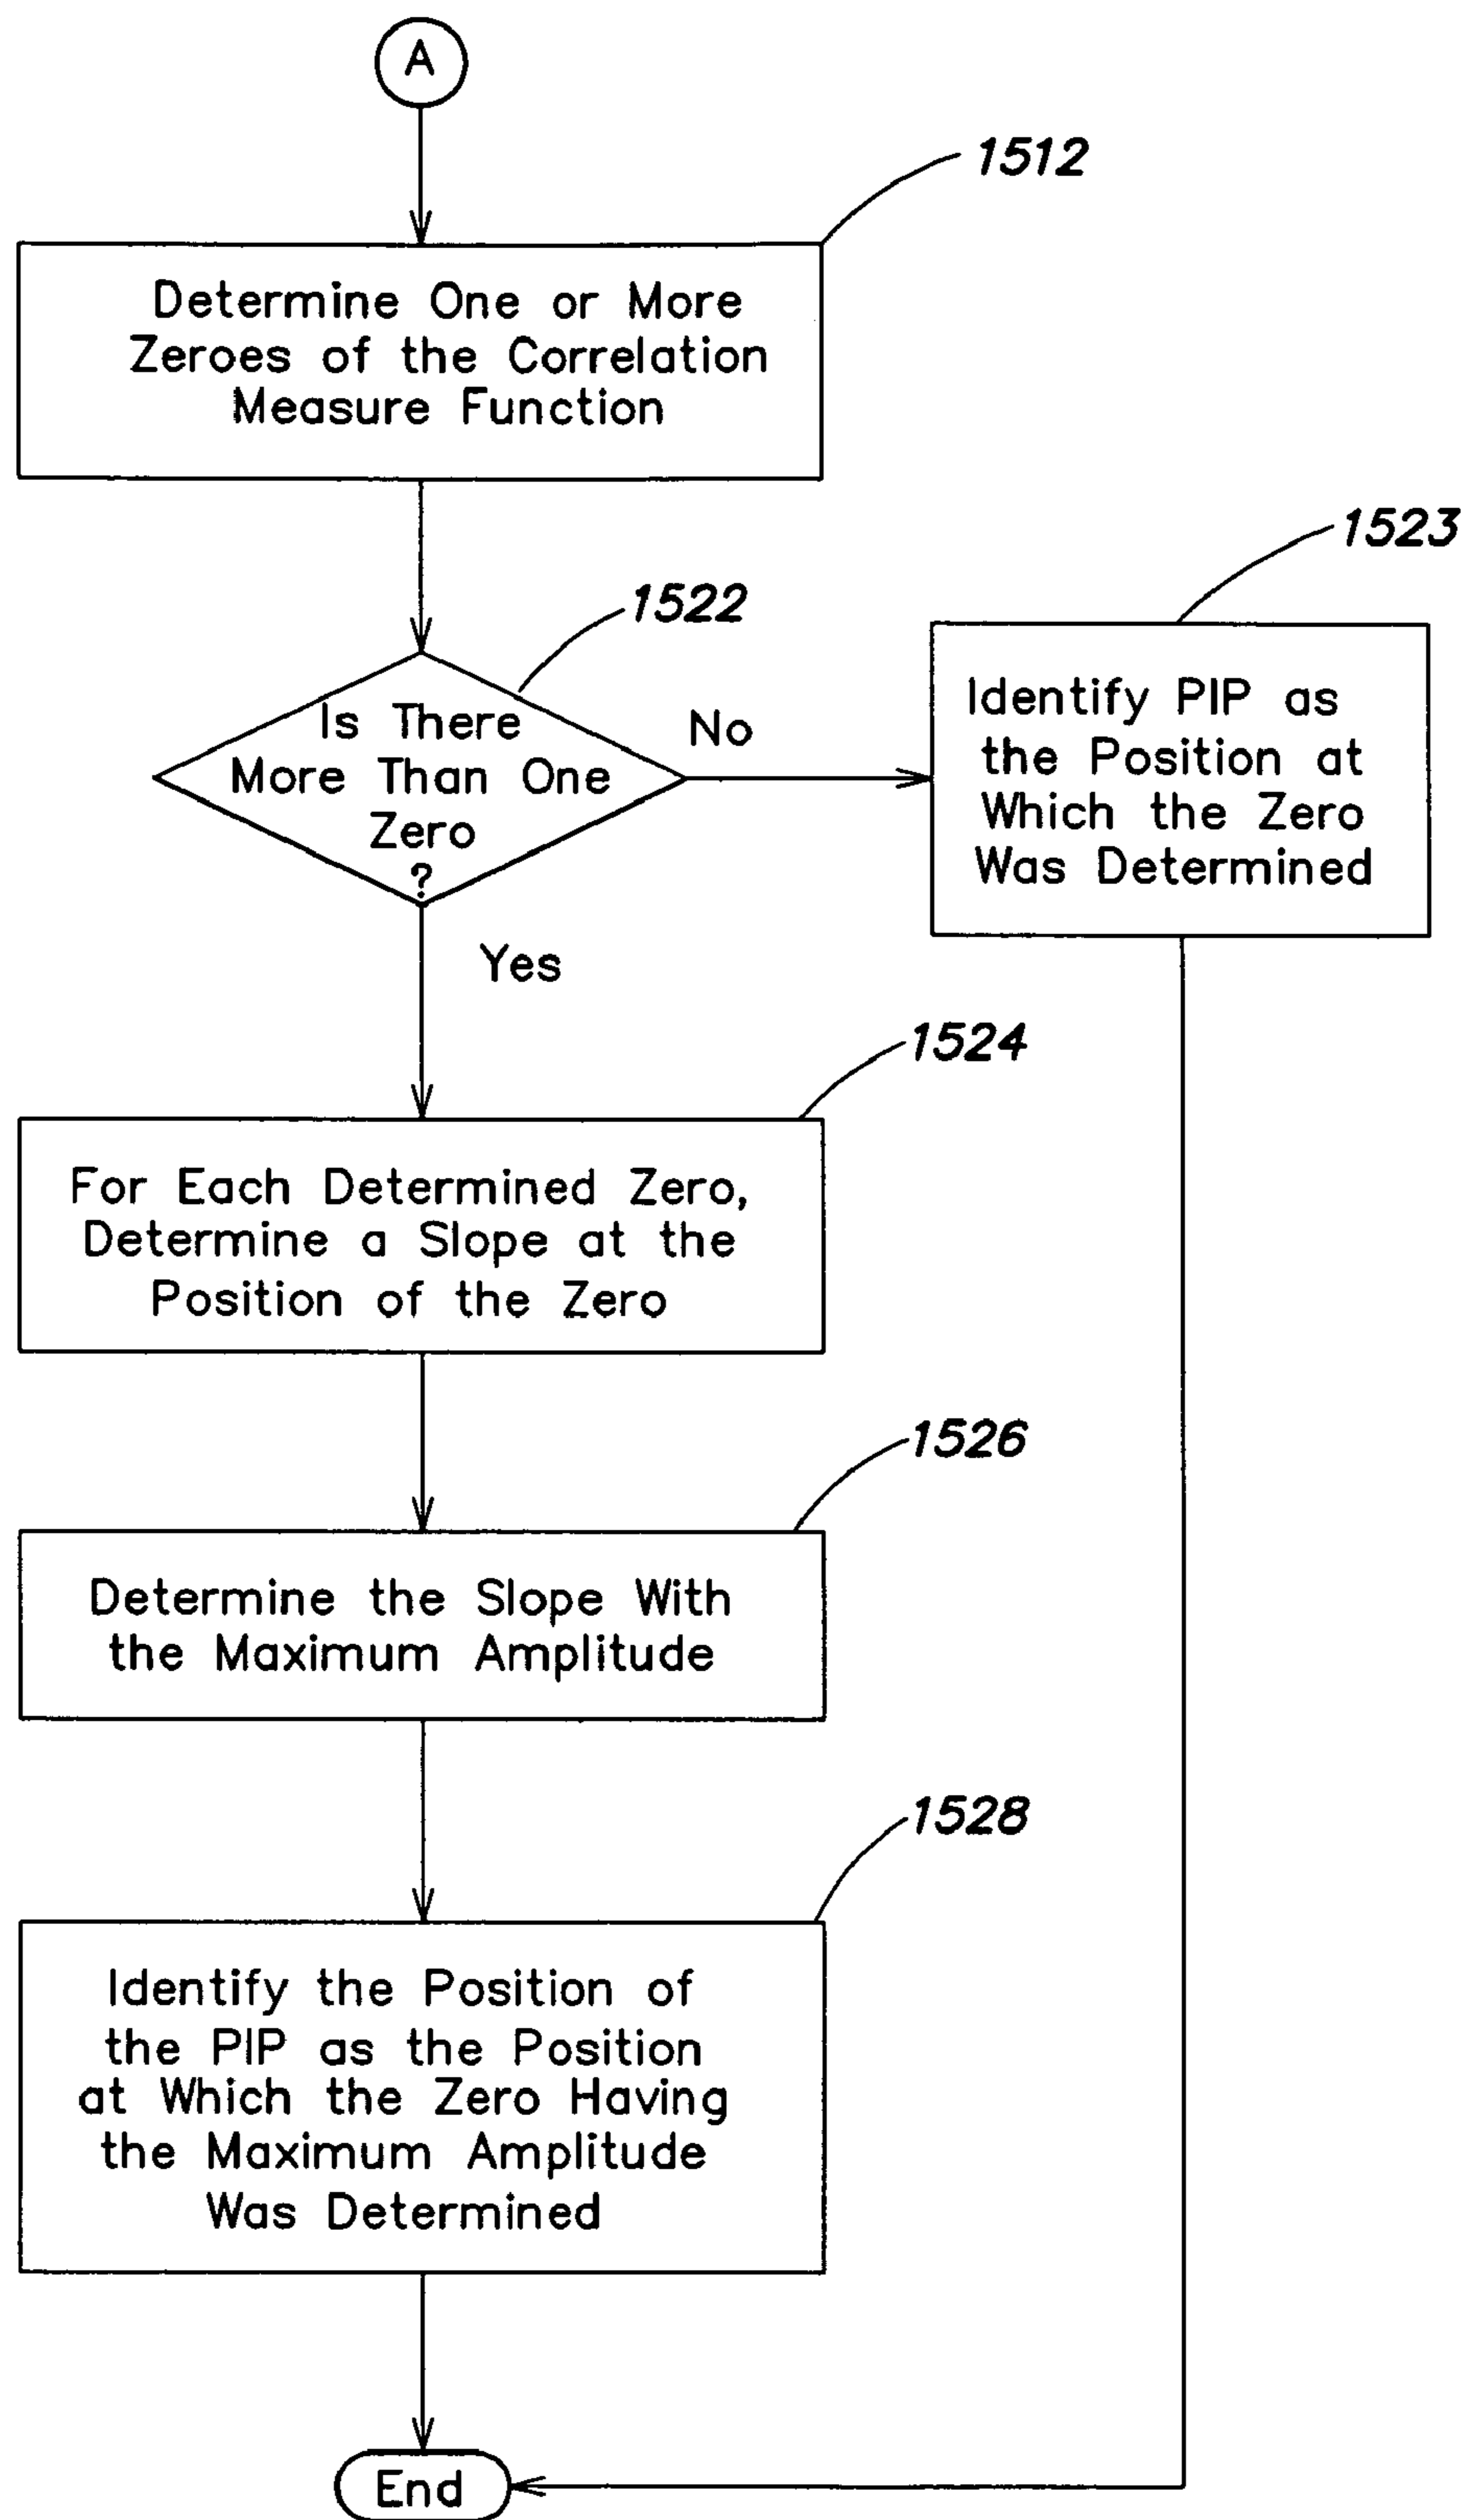 A
1512
Determine One or More
Zeroes of the Correlation
Measure Function
1522
Is There
More Than One
Zero
?
No
Yes
1523
Identify PIP as
the Position at
Which the Zero
Was Determined
1524
For Each Determined Zero,
Determine a Slope at the
Position of the Zero
1526
Determine the Slope With
the Maximum Amplitude
1528
Identify the Position of
the PIP as the Position
at Which the Zero Having
the Maximum Amplitude
Was Determined
End